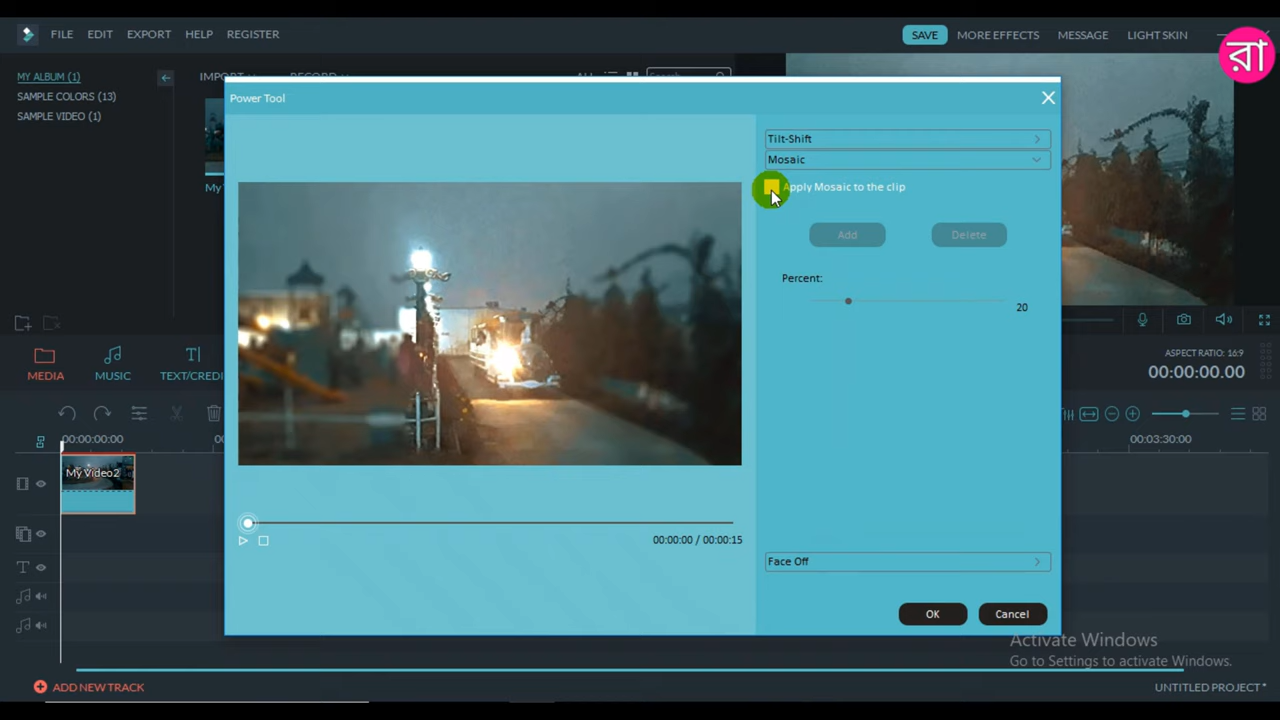 FILE EDIT EXPORT HELP REGISTER
SAVE MORE EFFECTS MESSAGE LIGHT SKIN
রা
MY ALBUM (1)
SAMPLE COLORS (13)
SAMPLE VIDEO (1)
Power Tool
Tilt-Shift
Mosaic
Apply Mosaic to the clip
Add Delete
Percent:
20
00:00:00 / 00:00:15
Face Off
OK Cancel
MEDIA MUSIC TEXT/CREDI
ASPECT RATIO: 16:9
00:00:00.00
00:00:00:00
00:03:30:00
My Video2
T
Activate Windows
Go to Settings to activate Windows.
ADD NEW TRACK
UNTITLED PROJECT*